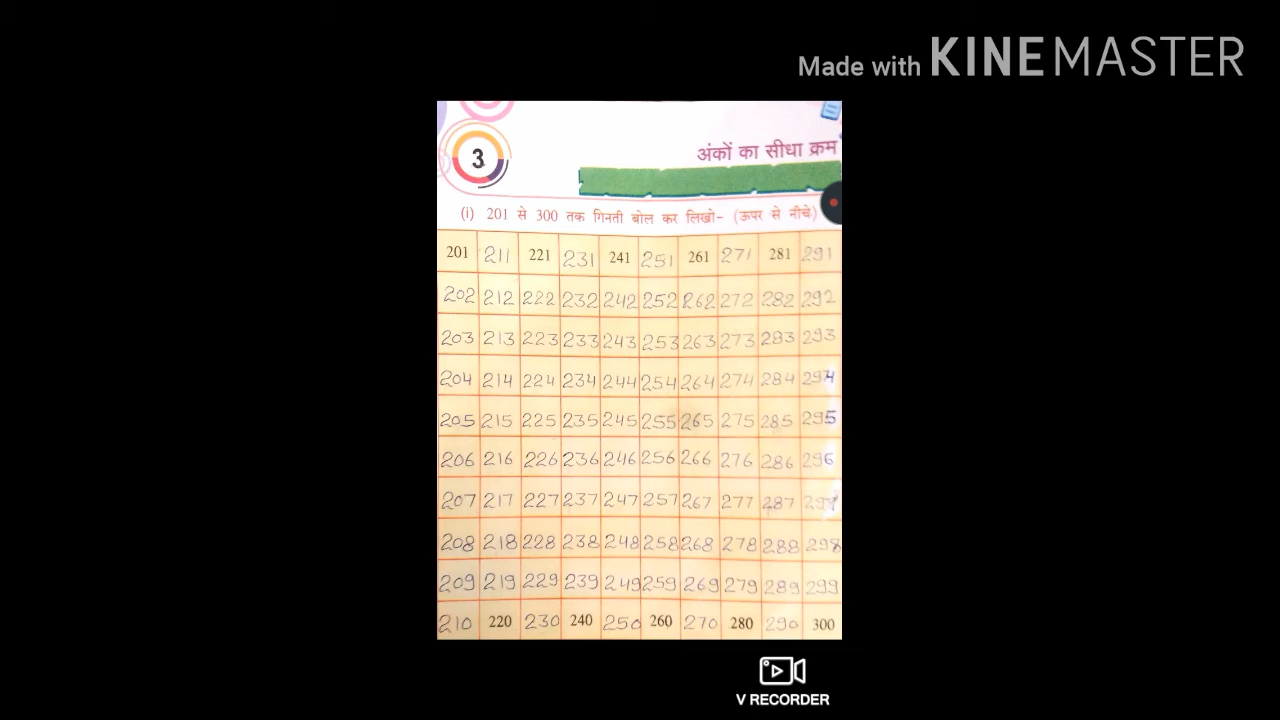 Made with KINEMASTER
3
अंकों का सीधा क्रम
(i) 201 से 300 तक गिनती बोल कर लिखो- (ऊपर से नीचे)
201 211 221 231 241 251 261 271 281 291
202 212 222 232 242 252 262 272 282 292
203 213 223 233 243 253 263 273 283 293
204 214 224 234 244 254 264 274 284 294
205 215 225 235 245 255 265 275 285 295
206 216 226 236 246 256 266 276 286 296
207 217 227 237 247 257 267 277 287 297
208 218 228 238 248 258 268 278 288 298
209 219 229 239 249 259 269 279 289 299
210 220 230 240 250 260 270 280 290 300
V RECORDER